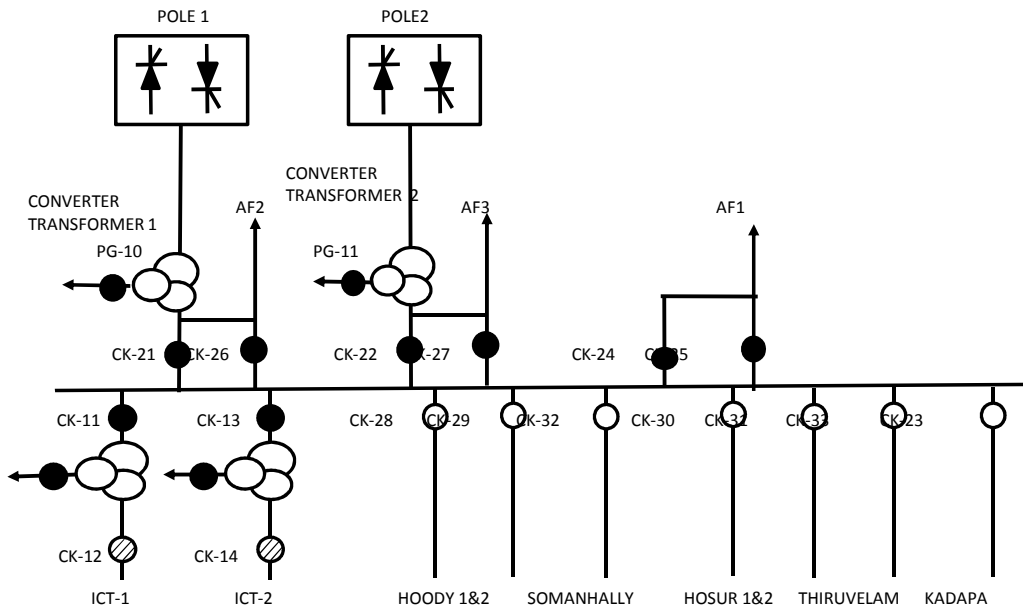 POLE 1
POLE2
CONVERTER
TRANSFORMER 1
CONVERTER
TRANSFORMER 2
AF2
AF3
AF1
PG-10
PG-11
CK-21
CK-26
CK-22
CK-27
CK-24
CK-25
CK-11
CK-13
CK-28
CK-29
CK-32
CK-30
CK-31
CK-33
CK-23
CK-12
CK-14
ICT-1
ICT-2
HOODY 1&2
SOMANHALLY
HOSUR 1&2
THIRUVELAM
KADAPA